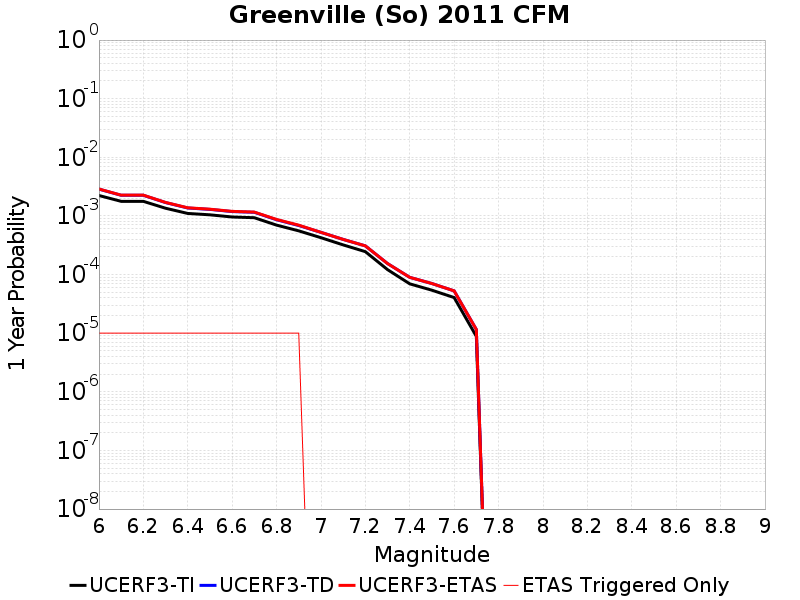 Greenville (So) 2011 CFM
1 Year Probability
10^0
10^-1
10^-2
10^-3
10^-4
10^-5
10^-6
10^-7
10^-8
6 6.2 6.4 6.6 6.8 7 7.2 7.4 7.6 7.8 8 8.2 8.4 8.6 8.8 9
Magnitude
UCERF3-TI UCERF3-TD UCERF3-ETAS ETAS Triggered Only